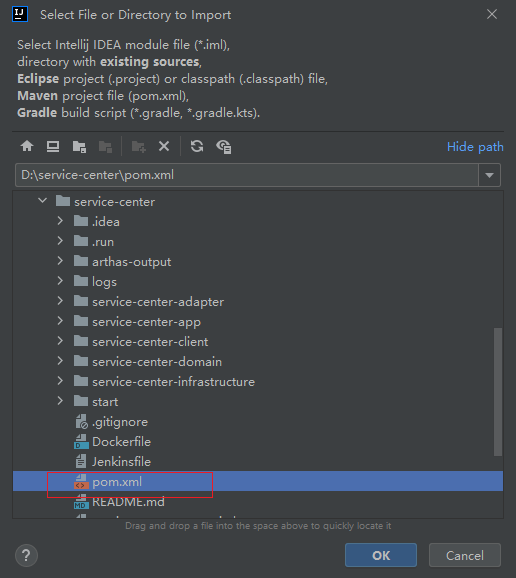 Select File or Directory to Import
Select Intellij IDEA module file (*.iml),
directory with existing sources,
Eclipse project (.project) or classpath (.classpath) file,
Maven project file (pom.xml),
Gradle build script (*.gradle, *.gradle.kts).
Hide path
D:\service-center\pom.xml
service-center
.idea
.run
arthas-output
logs
service-center-adapter
service-center-app
service-center-client
service-center-domain
service-center-infrastructure
start
.gitignore
Dockerfile
Jenkinsfile
pom.xml
README.md
Drag and drop a file into the space above to quickly locate it
?
OK
Cancel